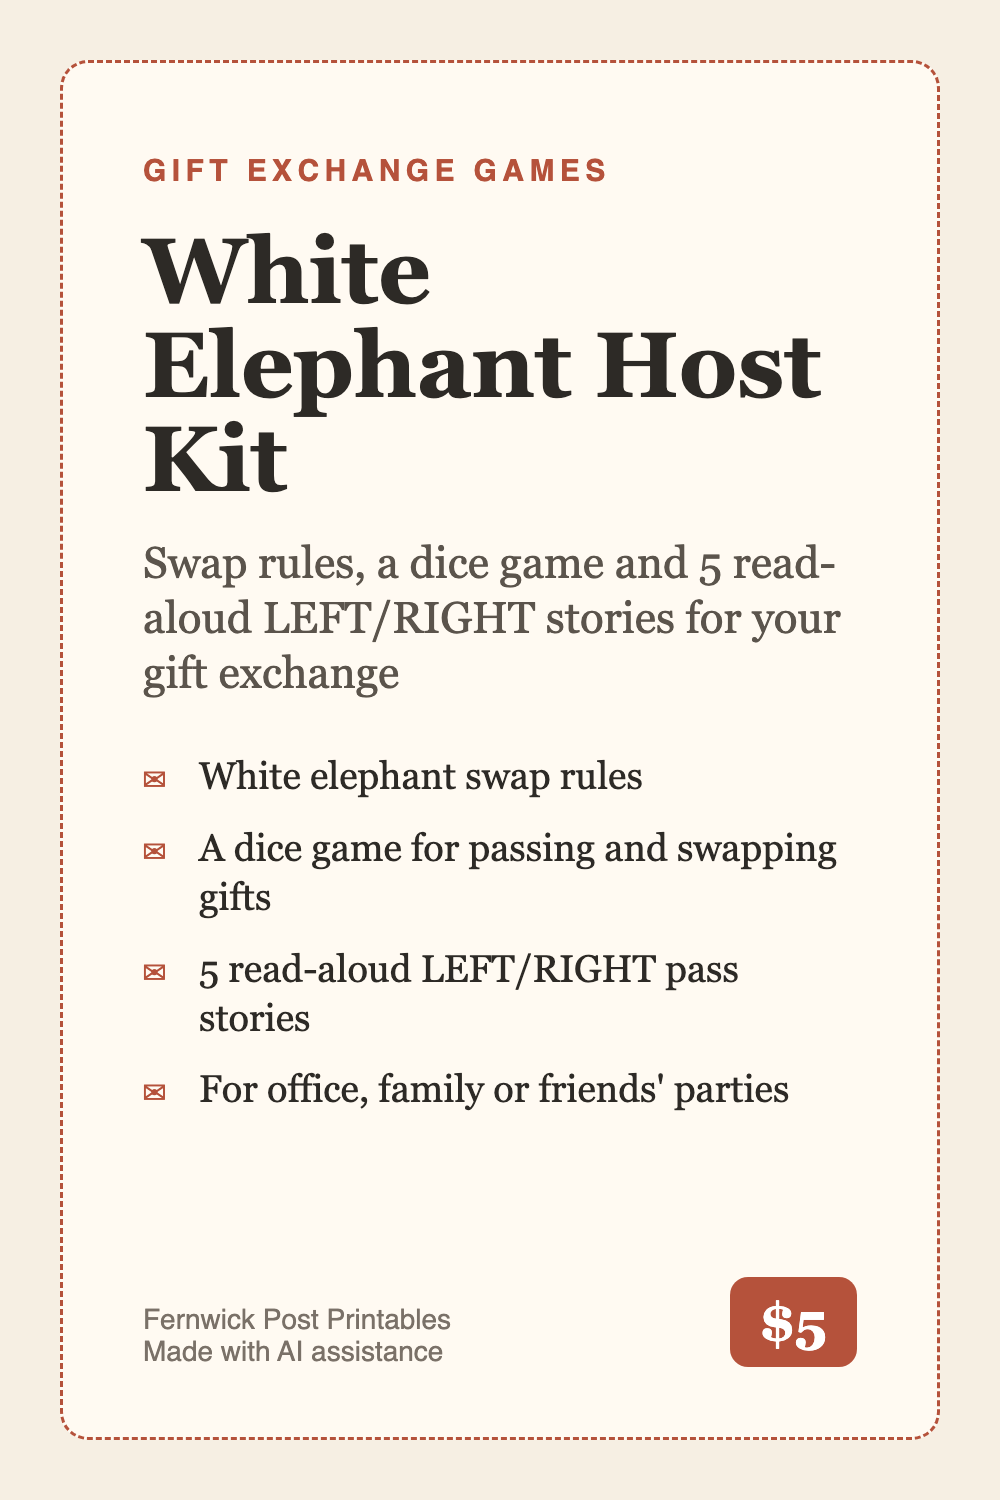 GIFT EXCHANGE GAMES
White
Elephant Host
Kit
Swap rules, a dice game and 5 read-
aloud LEFT/RIGHT stories for your
gift exchange
✉ White elephant swap rules
✉ A dice game for passing and swapping
gifts
✉ 5 read-aloud LEFT/RIGHT pass
stories
✉ For office, family or friends' parties
Fernwick Post Printables
Made with AI assistance
$5